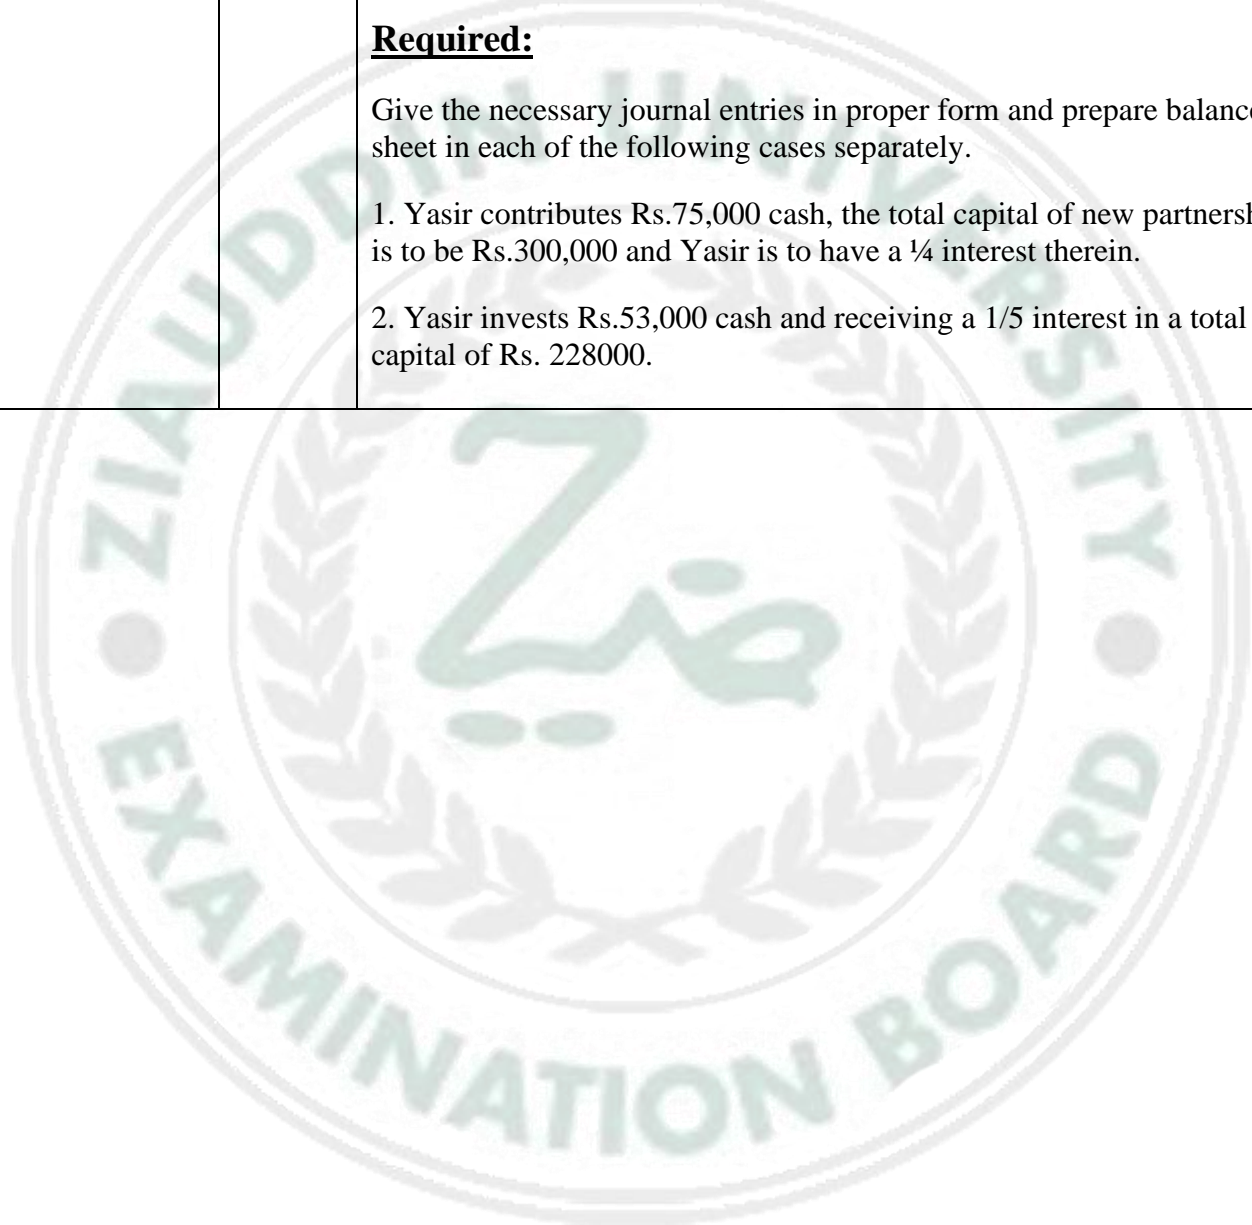 Required:
Give the necessary journal entries in proper form and prepare balance
sheet in each of the following cases separately.
1. Yasir contributes Rs.75,000 cash, the total capital of new partnersh
is to be Rs.300,000 and Yasir is to have a ¼ interest therein.
2. Yasir invests Rs.53,000 cash and receiving a 1/5 interest in a total
capital of Rs. 228000.
ZIAUDDIN UNIVERSITY
EXAMINATION BOARD